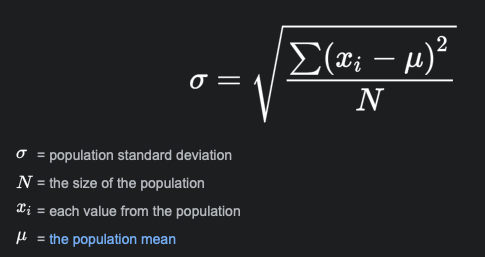 σ = √(∑(xᵢ − μ)² / N)
σ = population standard deviation
N = the size of the population
xᵢ = each value from the population
μ = the population mean